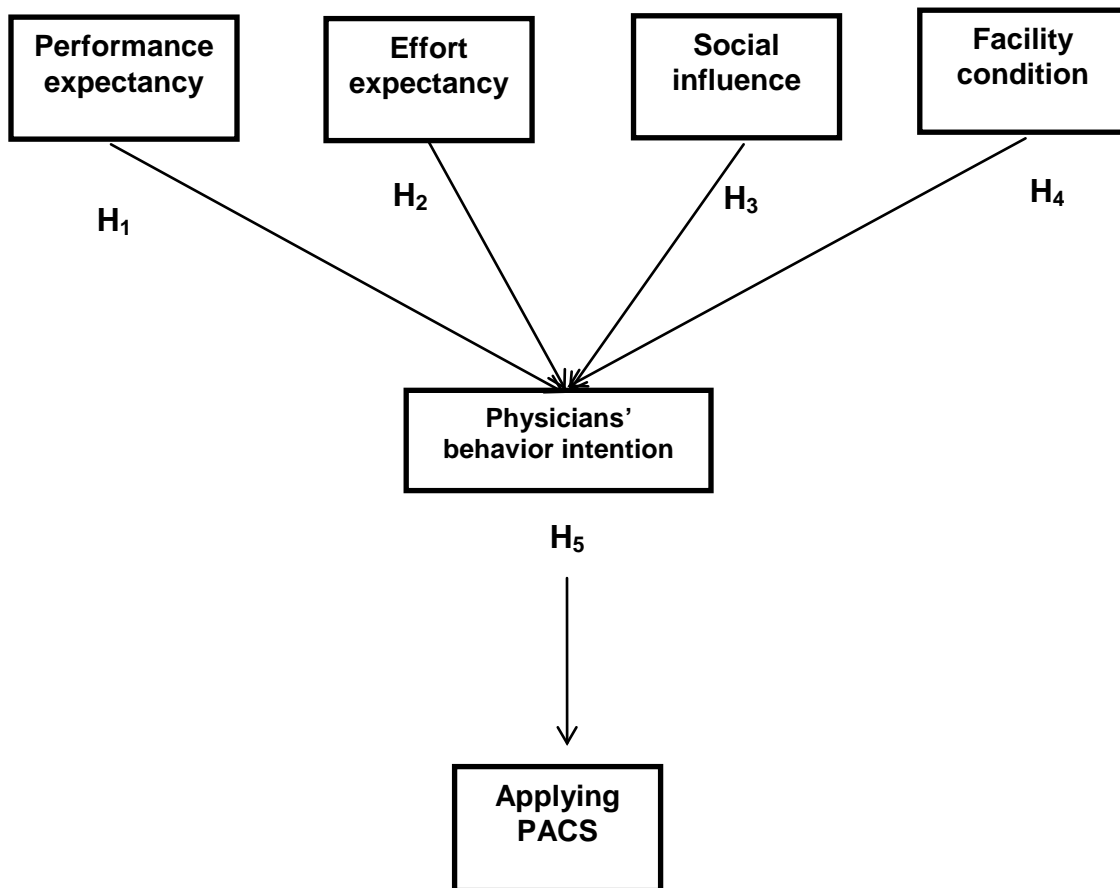 Performance
expectancy
Effort
expectancy
Social
influence
Facility
condition
H₁
H₂
H₃
H₄
Physicians’
behavior intention
H₅
Applying
PACS